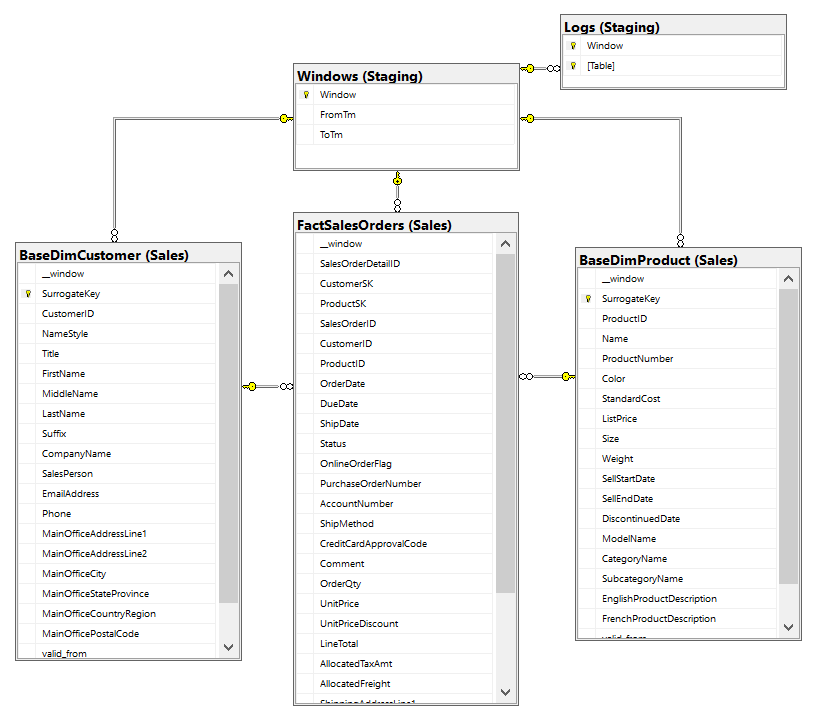 Logs (Staging)
Window
[Table]
Windows (Staging)
Window
FromTm
ToTm
BaseDimCustomer (Sales)
__window
SurrogateKey
CustomerID
NameStyle
Title
FirstName
MiddleName
LastName
Suffix
CompanyName
SalesPerson
EmailAddress
Phone
MainOfficeAddressLine1
MainOfficeAddressLine2
MainOfficeCity
MainOfficeStateProvince
MainOfficeCountryRegion
MainOfficePostalCode
valid_from
FactSalesOrders (Sales)
__window
SalesOrderDetailID
CustomerSK
ProductSK
SalesOrderID
CustomerID
ProductID
OrderDate
DueDate
ShipDate
Status
OnlineOrderFlag
PurchaseOrderNumber
AccountNumber
ShipMethod
CreditCardApprovalCode
Comment
OrderQty
UnitPrice
UnitPriceDiscount
LineTotal
AllocatedTaxAmt
AllocatedFreight
ShippingAddressLine1
BaseDimProduct (Sales)
__window
SurrogateKey
ProductID
Name
ProductNumber
Color
StandardCost
ListPrice
Size
Weight
SellStartDate
SellEndDate
DiscontinuedDate
ModelName
CategoryName
SubcategoryName
EnglishProductDescription
FrenchProductDescription
valid_from